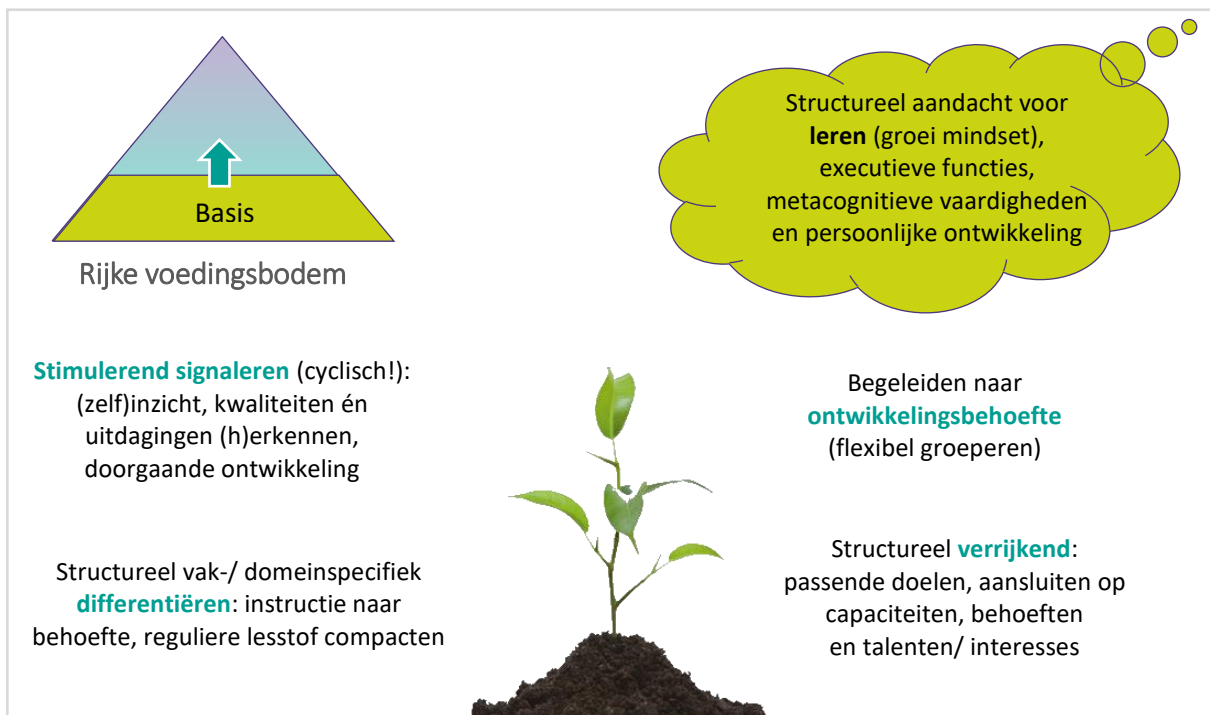 Basis
Rijke voedingsbodem
Structureel aandacht voor
leren (groei mindset),
executieve functies,
metacognitieve vaardigheden
en persoonlijke ontwikkeling
Stimulerend signaleren (cyclisch!):
(zelf)inzicht, kwaliteiten én
uitdagingen (h)erkennen,
doorgaande ontwikkeling
Begeleiden naar
ontwikkelingsbehoefte
(flexibel groeperen)
Structureel vak-/ domeinspecifiek
differentiëren: instructie naar
behoefte, reguliere lesstof compacten
Structureel verrijkend:
passende doelen, aansluiten op
capaciteiten, behoeften
en talenten/ interesses